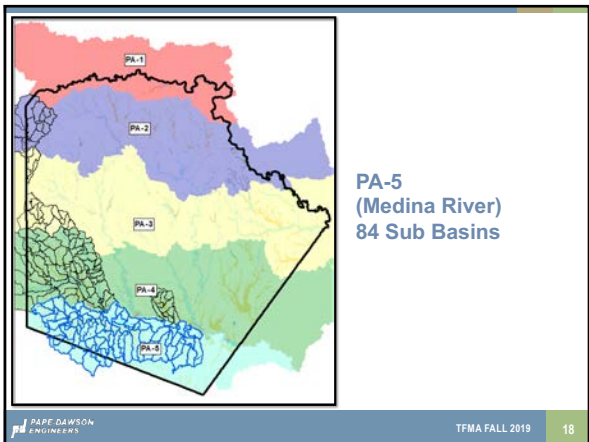 PA-1
PA-2
PA-3
PA-4
PA-5
PA-5
(Medina River)
84 Sub Basins
PAPE-DAWSON
ENGINEERS
TFMA FALL 2019
18